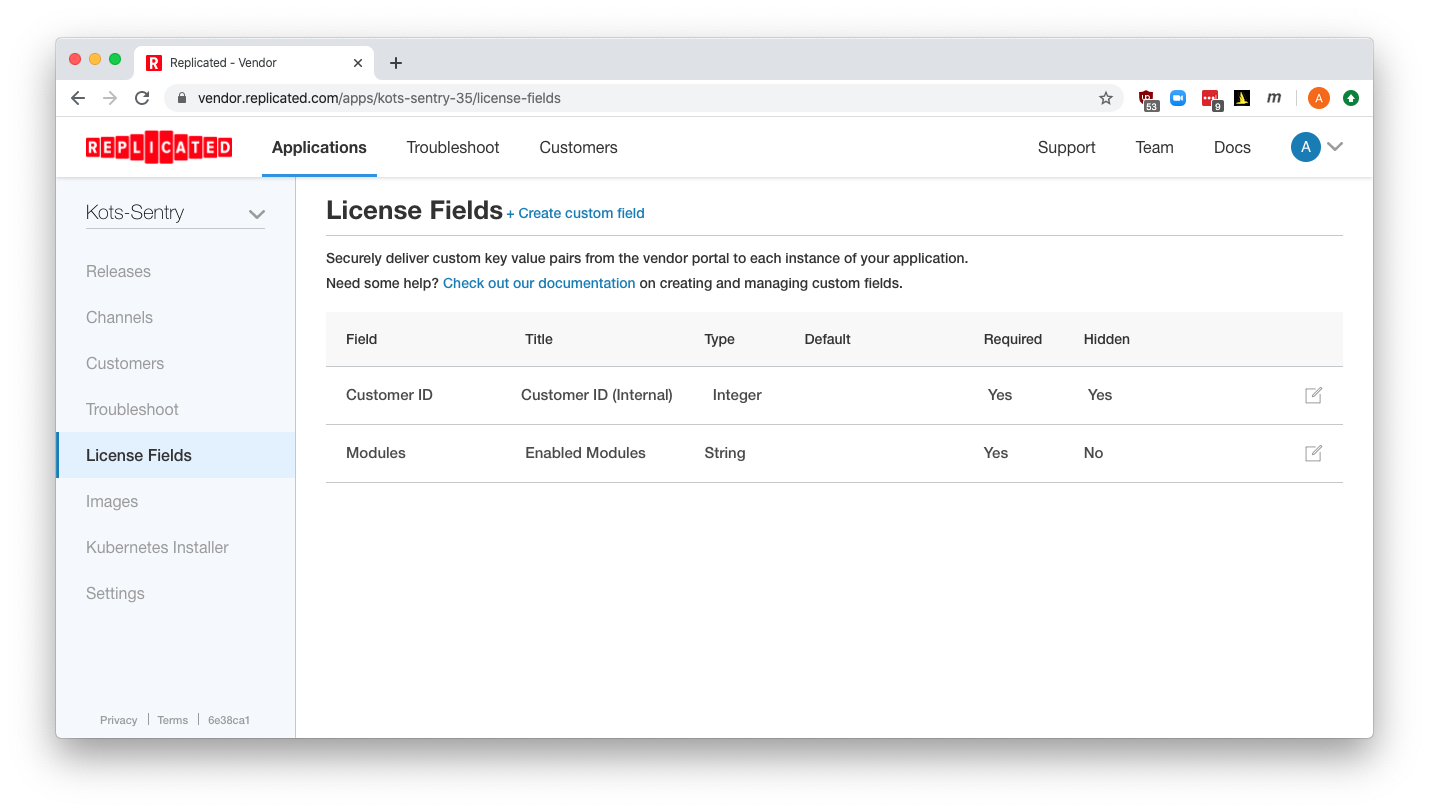 Replicated - Vendor
vendor.replicated.com/apps/kots-sentry-35/license-fields
53
9
m
A
REPLICATED
Applications
Troubleshoot
Customers
Support
Team
Docs
A
Kots-Sentry
Releases
Channels
Customers
Troubleshoot
License Fields
Images
Kubernetes Installer
Settings
Privacy | Terms | 6e38ca1
License Fields + Create custom field
Securely deliver custom key value pairs from the vendor portal to each instance of your application.
Need some help? Check out our documentation on creating and managing custom fields.
Field Title Type Default Required Hidden
Customer ID Customer ID (Internal) Integer Yes Yes
Modules Enabled Modules String Yes No